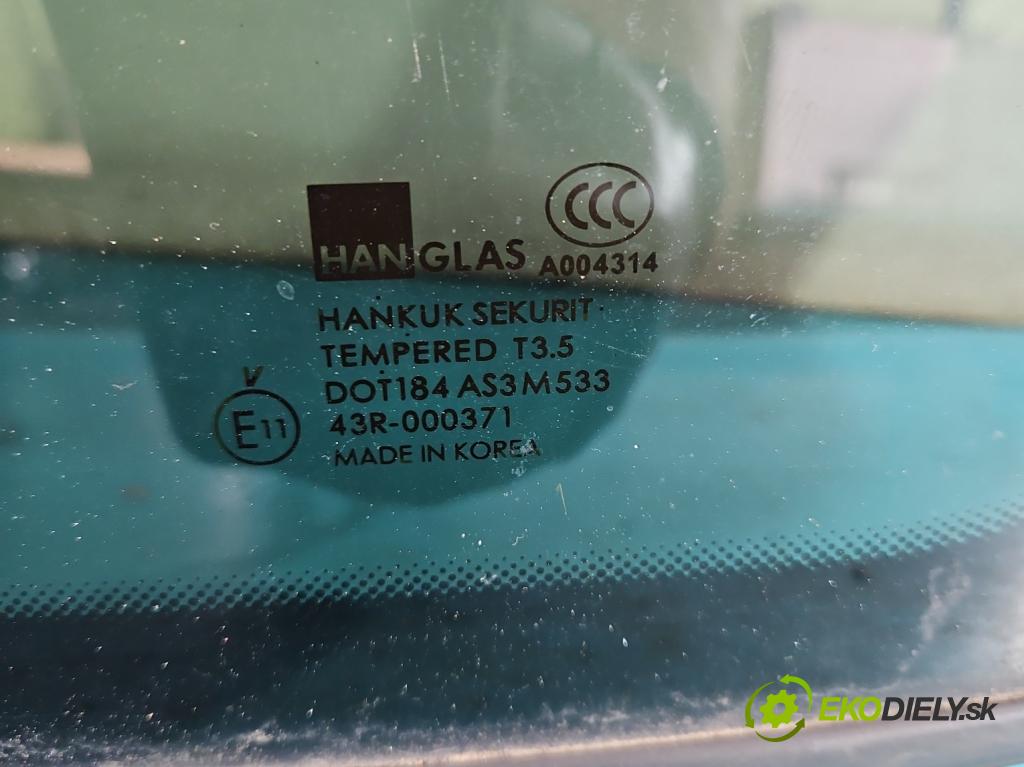 CCC
HANGLAS A004314
HANKUK SEKURIT
TEMPERED T3.5
DOT184 AS3 M533
V
E11 43R-000371
MADE IN KOREA
EKODIELY.sk